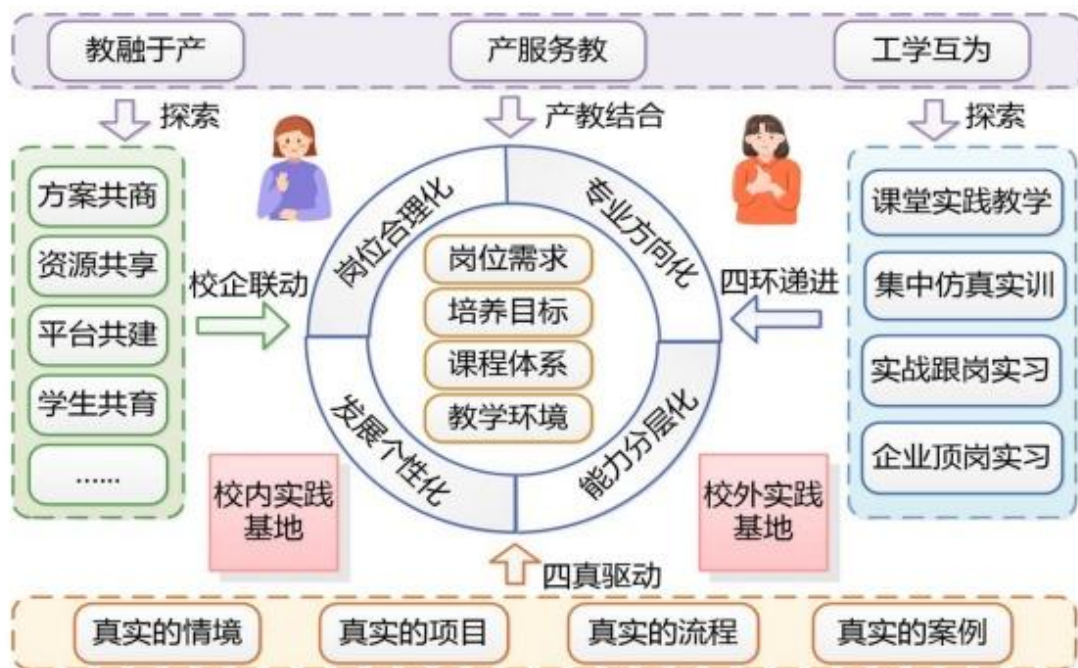 教融于产
产服务教
工学互为
探索
产教结合
探索
方案共商
资源共享
平台共建
学生共育
……
校企联动
岗位合理化
专业方向化
发展个性化
能力分层化
岗位需求
培养目标
课程体系
教学环境
四环递进
课堂实践教学
集中仿真实训
实战跟岗实习
企业顶岗实习
校内实践
基地
校外实践
基地
四真驱动
真实的情境
真实的项目
真实的流程
真实的案例